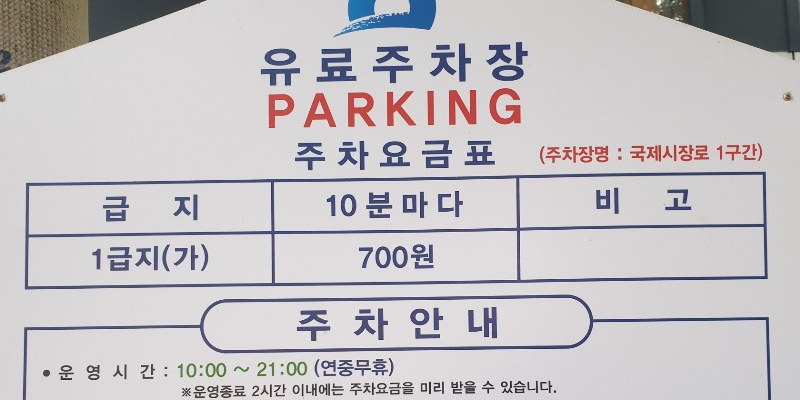 유료주차장
PARKING
주차요금표
(주차장명 : 국제시장로 1구간)
급 지 10분마다 비 고
1급지(가) 700원
주차안내
• 운 영 시 간 : 10:00 ~ 21:00 (연중무휴)
※운영종료 2시간 이내에는 주차요금을 미리 받을 수 있습니다.